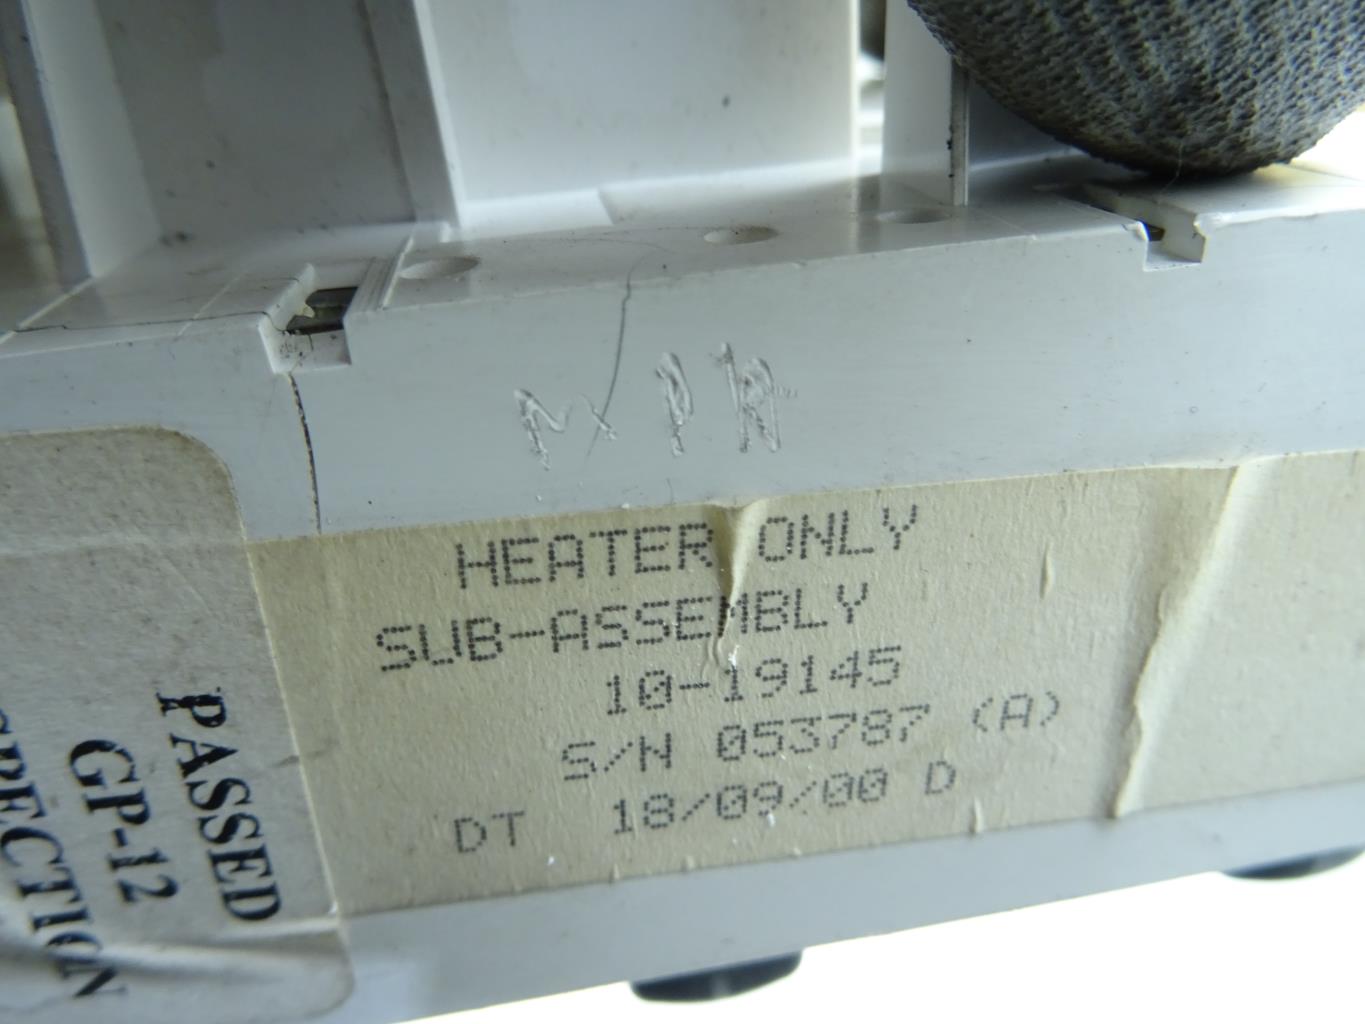 HEATER ONLY
SUB-ASSEMBLY
10-19145
S/N 053787 (A)
DT 18/09/00 D
PASSED
GP-12